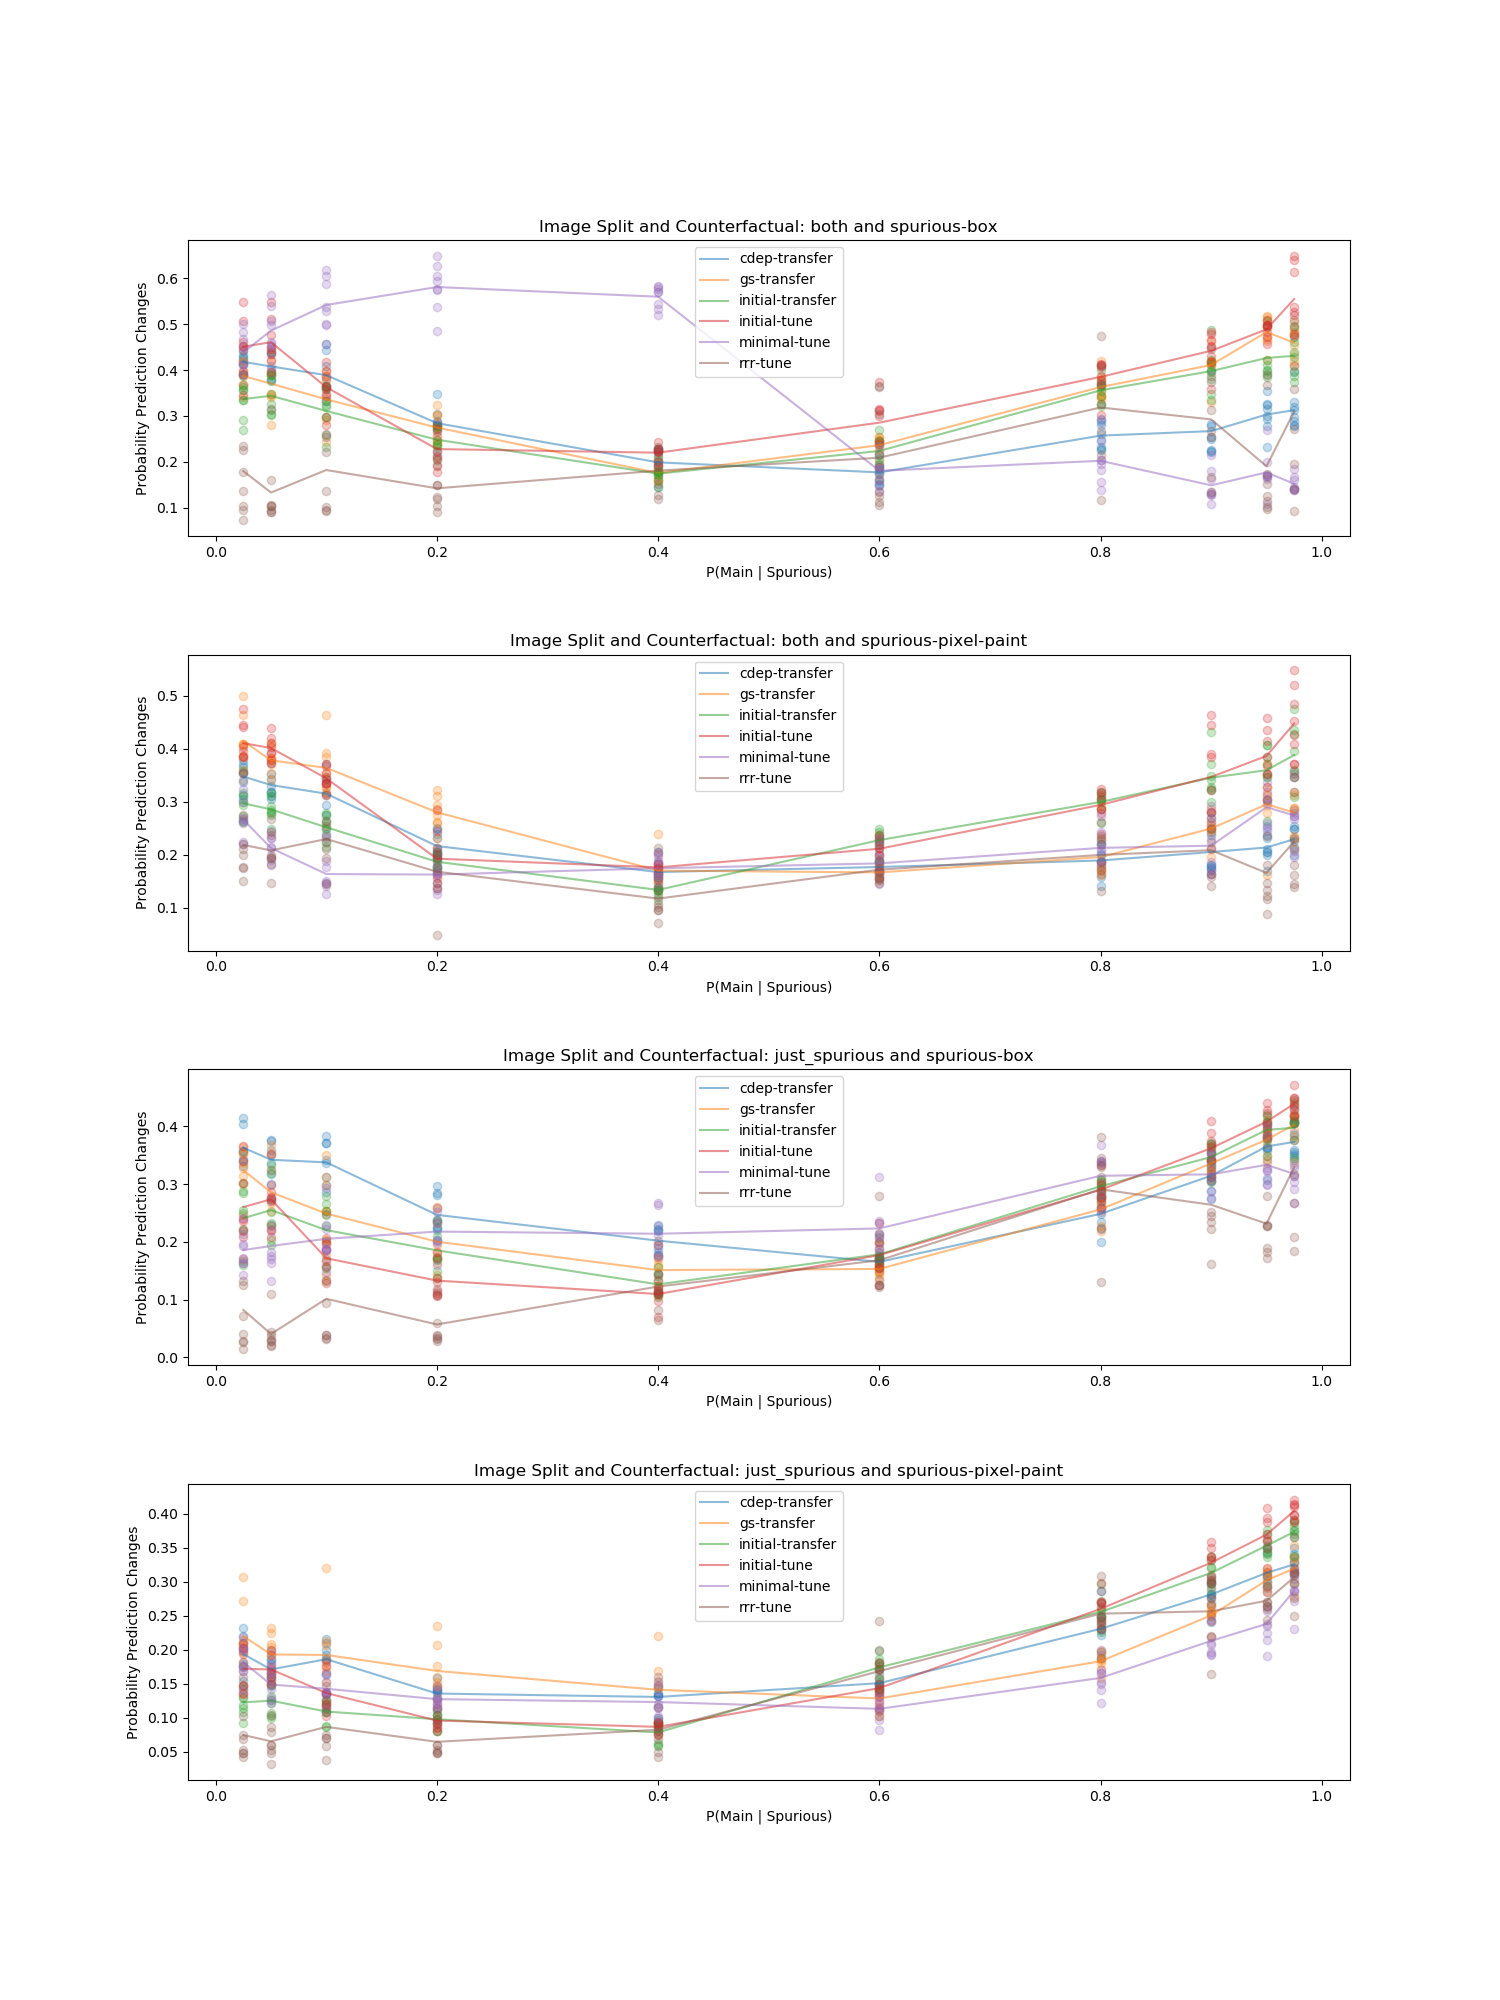 Image Split and Counterfactual: both and spurious-box
Probability Prediction Changes
0.6
0.5
0.4
0.3
0.2
0.1
cdep-transfer
gs-transfer
initial-transfer
initial-tune
minimal-tune
rrr-tune
0.0 0.2 0.4 0.6 0.8 1.0
P(Main | Spurious)
Image Split and Counterfactual: both and spurious-pixel-paint
Probability Prediction Changes
0.5
0.4
0.3
0.2
0.1
cdep-transfer
gs-transfer
initial-transfer
initial-tune
minimal-tune
rrr-tune
0.0 0.2 0.4 0.6 0.8 1.0
P(Main | Spurious)
Image Split and Counterfactual: just_spurious and spurious-box
Probability Prediction Changes
0.4
0.3
0.2
0.1
0.0
cdep-transfer
gs-transfer
initial-transfer
initial-tune
minimal-tune
rrr-tune
0.0 0.2 0.4 0.6 0.8 1.0
P(Main | Spurious)
Image Split and Counterfactual: just_spurious and spurious-pixel-paint
Probability Prediction Changes
0.40
0.35
0.30
0.25
0.20
0.15
0.10
0.05
cdep-transfer
gs-transfer
initial-transfer
initial-tune
minimal-tune
rrr-tune
0.0 0.2 0.4 0.6 0.8 1.0
P(Main | Spurious)